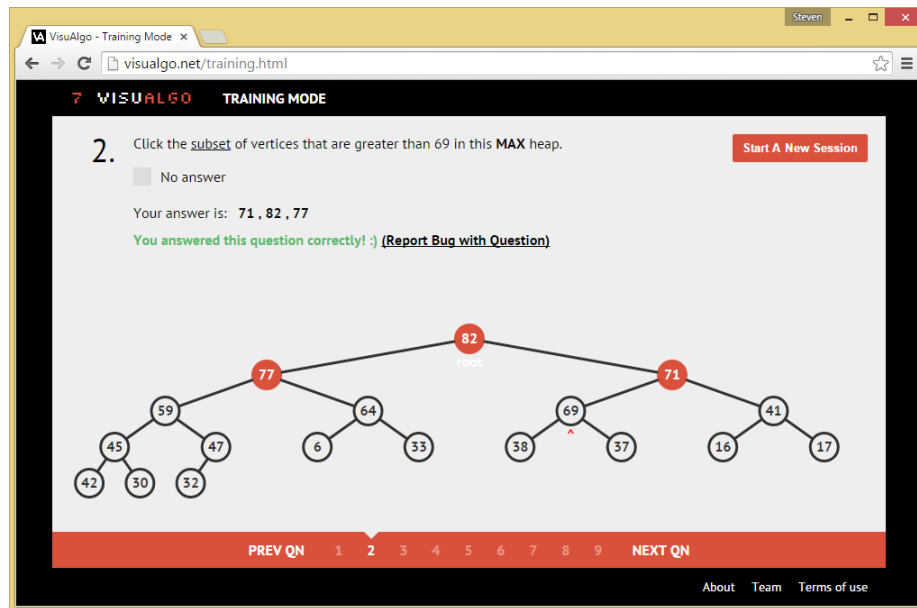 Steven
VisuAlgo - Training Mode ×
visualgo.net/training.html
7 VISUALGO TRAINING MODE
2. Click the subset of vertices that are greater than 69 in this MAX heap.
Start A New Session
No answer
Your answer is: 71 , 82 , 77
You answered this question correctly! :) (Report Bug with Question)
82
root
77 71
59 64 69 41
^
45 47 6 33 38 37 16 17
42 30 32
PREV QN 1 2 3 4 5 6 7 8 9 NEXT QN
About Team Terms of use